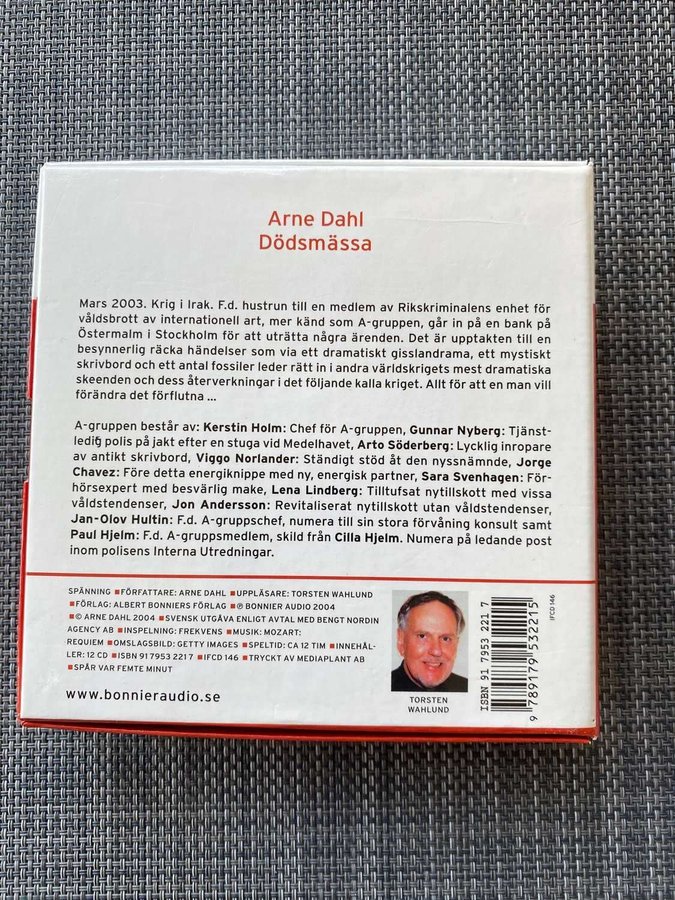 Arne Dahl
Dödsmässa
Mars 2003. Krig i Irak. F.d. hustrun till en medlem av Rikskriminalens enhet för
våldsbrott av internationell art, mer känd som A-gruppen, går in på en bank på
Östermalm i Stockholm för att uträtta några ärenden. Det är upptakten till en
besynnerlig räcka händelser som via ett dramatiskt gisslandrama, ett mystiskt
skrivbord och ett antal fossiler leder rätt in i andra världskrigets mest dramatiska
skeenden och dess återverkningar i det följande kalla kriget. Allt för att en man vill
förändra det förflutna ...
A-gruppen består av: Kerstin Holm: Chef för A-gruppen, Gunnar Nyberg: Tjänst-
ledig polis på jakt efter en stuga vid Medelhavet, Arto Söderberg: Lycklig inropare
av antikt skrivbord, Viggo Norlander: Ständigt stöd åt den nyssnämnde, Jorge
Chavez: Före detta energiknippe med ny, energisk partner, Sara Svenhagen: För-
hörsexpert med besvärlig make, Lena Lindberg: Tilltufsat nytillskott med vissa
våldstendenser, Jon Andersson: Revitaliserat nytillskott utan våldstendenser,
Jan-Olov Hultin: F.d. A-gruppschef, numera till sin stora förvåning konsult samt
Paul Hjelm: F.d. A-gruppsmedlem, skild från Cilla Hjelm. Numera på ledande post
inom polisens Interna Utredningar.
SPÄNNING ■FÖRFATTARE: ARNE DAHL ■UPPLÄSARE: TORSTEN WAHLUND
■FÖRLAG: ALBERT BONNIERS FÖRLAG ■℗ BONNIER AUDIO 2004
■© ARNE DAHL 2004 ■SVENSK UTGÅVA ENLIGT AVTAL MED BENGT NORDIN
AGENCY AB ■INSPELNING: FREKVENS ■MUSIK: MOZART:
REQUIEM ■OMSLAGSBILD: GETTY IMAGES ■SPELTID: CA 12 TIM ■INNEHÅL-
LER: 12 CD ■ISBN 91 7953 221 7 ■IFCD 146 ■TRYCKT AV MEDIAPLANT AB
■SPÅR VAR FEMTE MINUT
www.bonnieraudio.se
TORSTEN
WAHLUND
ISBN 91 7953 221 7
9 789179 532215
IFCD 146